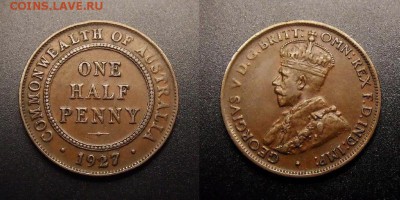 COINS.LAVE.RU
COMMONWEALTH OF AUSTRALIA
ONE
HALF
PENNY
· 1927 ·
GEORGIVS V D.G. BRITT: OMN: REX F.D. IND: IMP: